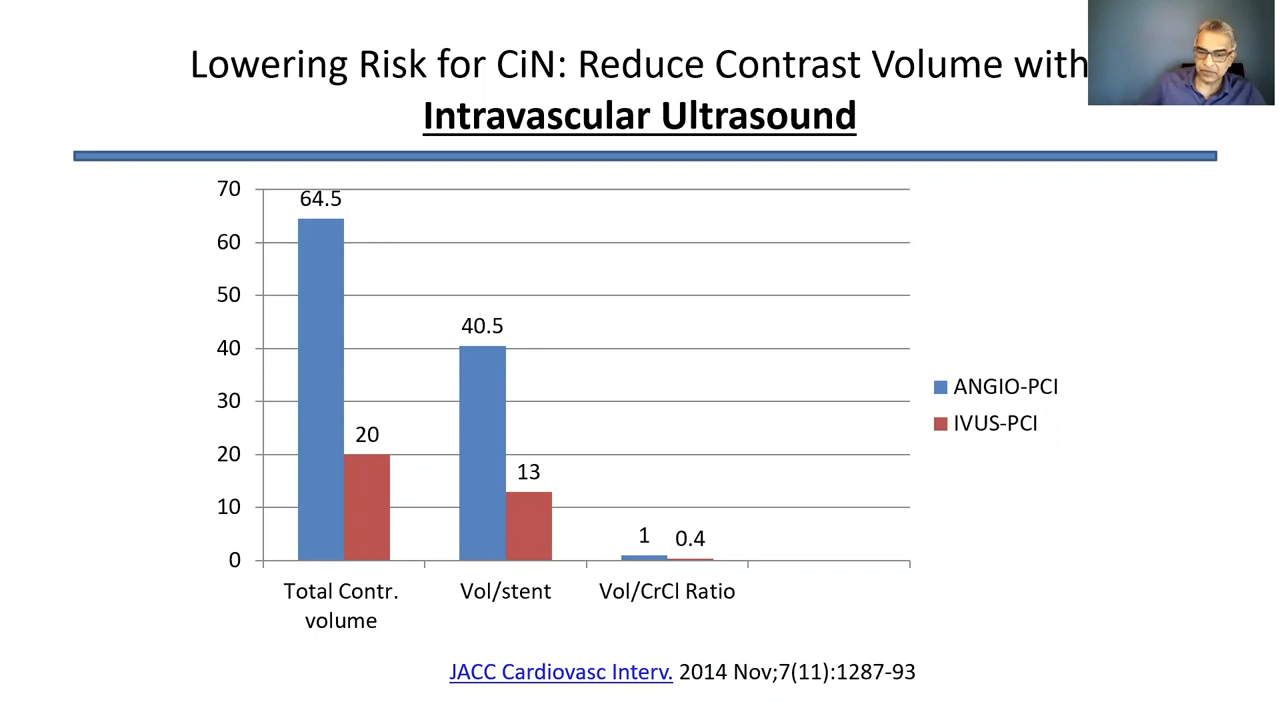 Lowering Risk for CiN: Reduce Contrast Volume with
Intravascular Ultrasound
70
64.5
60
50
40.5
40
30
20
20
13
10
1
0.4
0
Total Contr.
volume
Vol/stent
Vol/CrCl Ratio
ANGIO-PCI
IVUS-PCI
JACC Cardiovasc Interv. 2014 Nov;7(11):1287-93